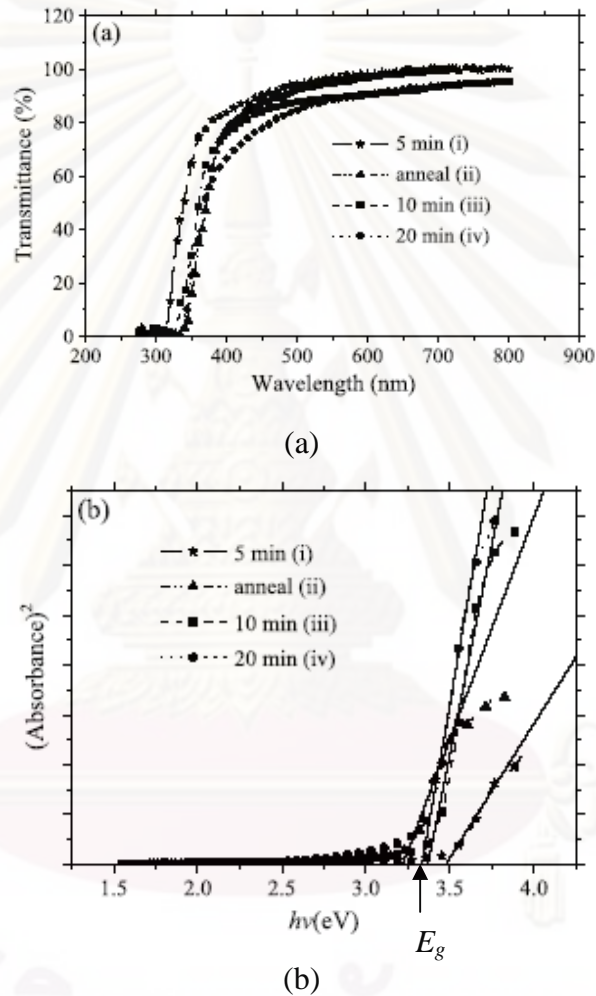 (a)
120
100
80
60
40
20
0
Transmittance (%)
5 min (i)
anneal (ii)
10 min (iii)
20 min (iv)
200 300 400 500 600 700 800 900
Wavelength (nm)
(a)
(b)
(Absorbance)²
5 min (i)
anneal (ii)
10 min (iii)
20 min (iv)
1.5 2.0 2.5 3.0 3.5 4.0
hν(eV)
E_g
(b)